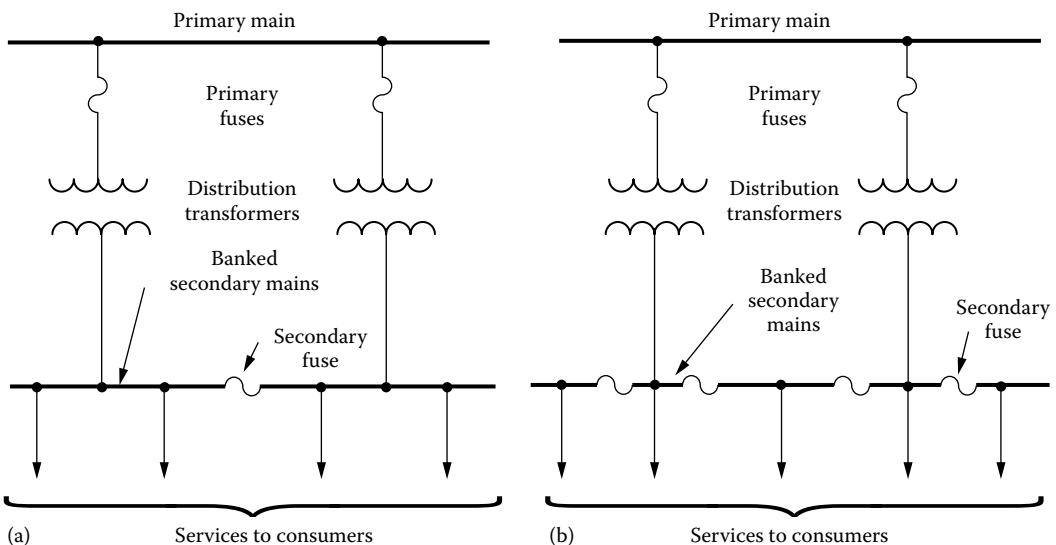 Primary main
Primary
fuses
Distribution
transformers
Banked
secondary mains
Secondary
fuse
(a)
Services to consumers
Primary main
Primary
fuses
Distribution
transformers
Banked
secondary
mains
Secondary
fuse
(b)
Services to consumers